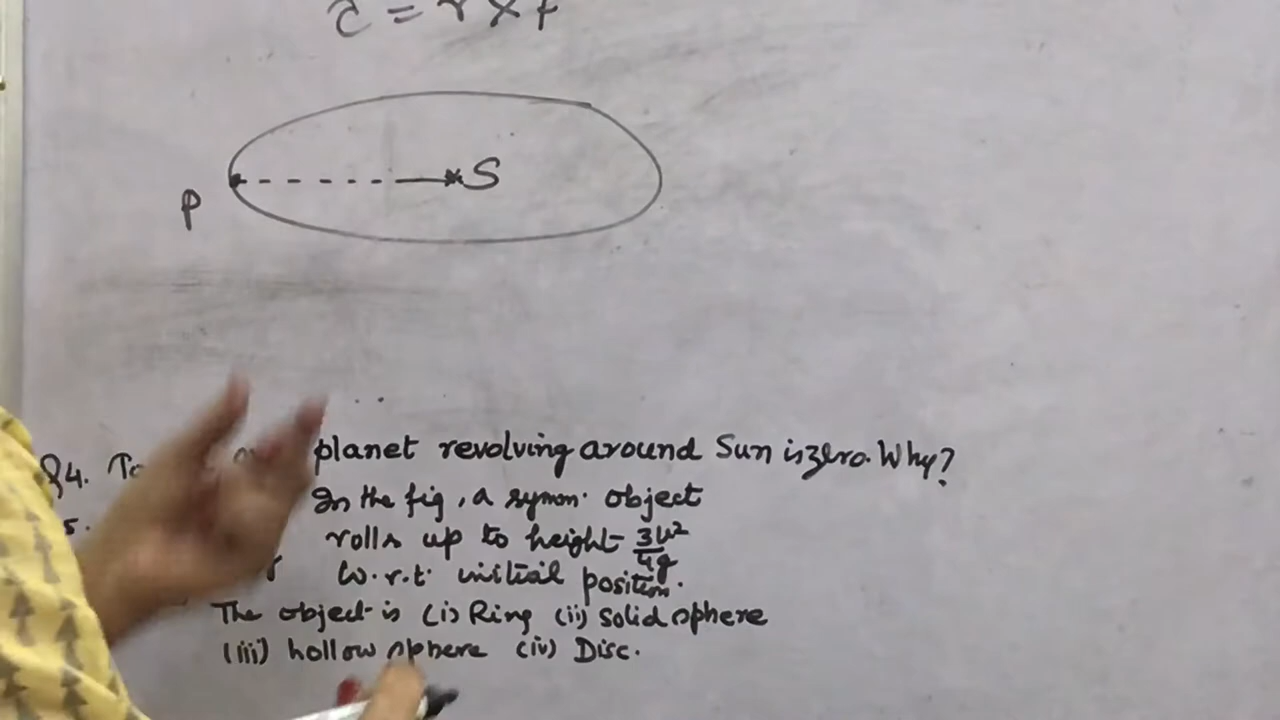 S
P
Q4. planet revolving around Sun is zero. Why?
5. In the fig, a symm. object
rolls up to height 3u²/4g
w.r.t. initial position.
The object is (i) Ring (ii) solid sphere
(iii) hollow sphere (iv) Disc.